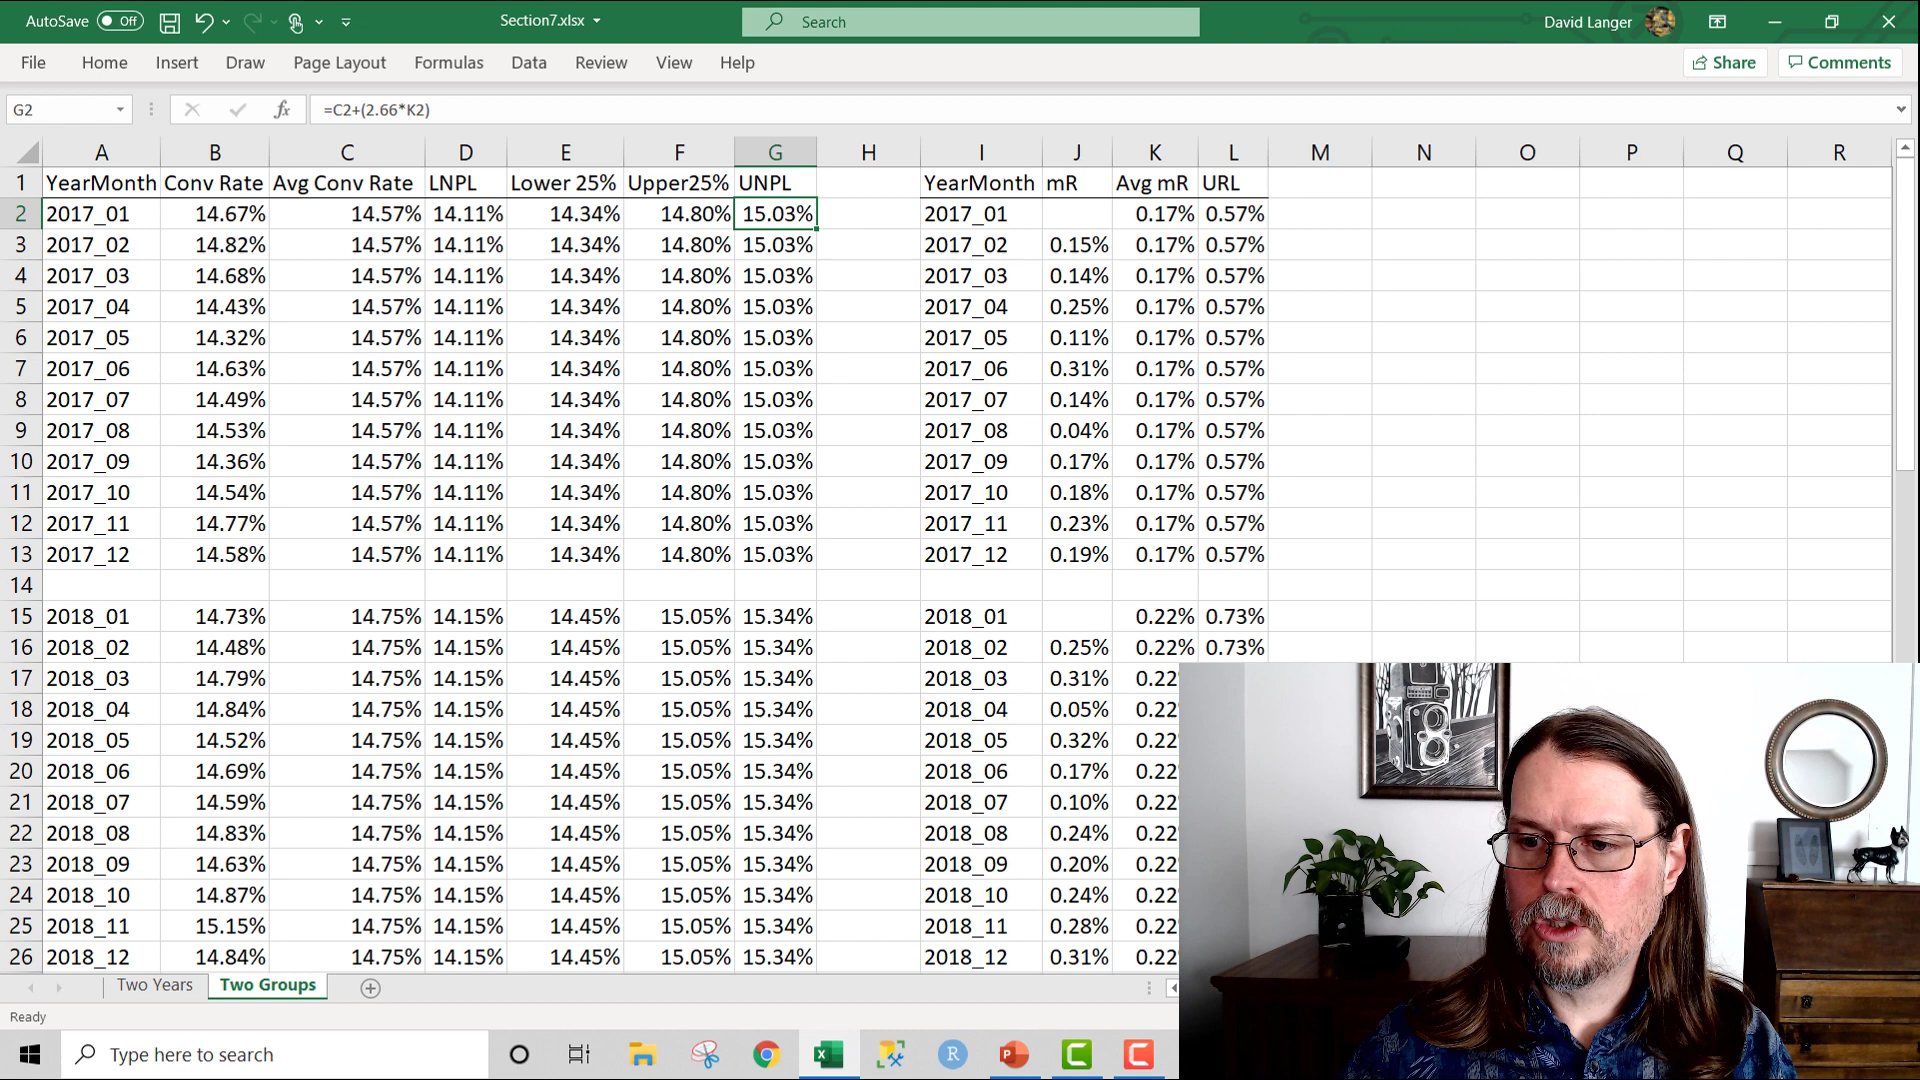 AutoSave Off Section7.xlsx Search David Langer
File Home Insert Draw Page Layout Formulas Data Review View Help Share Comments
G2 fx =C2+(2.66*K2)
A B C D E F G H I J K L M N O P Q R
1 YearMonth Conv Rate Avg Conv Rate LNPL Lower 25% Upper25% UNPL YearMonth mR Avg mR URL
2 2017_01 14.67% 14.57% 14.11% 14.34% 14.80% 15.03% 2017_01 0.17% 0.57%
3 2017_02 14.82% 14.57% 14.11% 14.34% 14.80% 15.03% 2017_02 0.15% 0.17% 0.57%
4 2017_03 14.68% 14.57% 14.11% 14.34% 14.80% 15.03% 2017_03 0.14% 0.17% 0.57%
5 2017_04 14.43% 14.57% 14.11% 14.34% 14.80% 15.03% 2017_04 0.25% 0.17% 0.57%
6 2017_05 14.32% 14.57% 14.11% 14.34% 14.80% 15.03% 2017_05 0.11% 0.17% 0.57%
7 2017_06 14.63% 14.57% 14.11% 14.34% 14.80% 15.03% 2017_06 0.31% 0.17% 0.57%
8 2017_07 14.49% 14.57% 14.11% 14.34% 14.80% 15.03% 2017_07 0.14% 0.17% 0.57%
9 2017_08 14.53% 14.57% 14.11% 14.34% 14.80% 15.03% 2017_08 0.04% 0.17% 0.57%
10 2017_09 14.36% 14.57% 14.11% 14.34% 14.80% 15.03% 2017_09 0.17% 0.17% 0.57%
11 2017_10 14.54% 14.57% 14.11% 14.34% 14.80% 15.03% 2017_10 0.18% 0.17% 0.57%
12 2017_11 14.77% 14.57% 14.11% 14.34% 14.80% 15.03% 2017_11 0.23% 0.17% 0.57%
13 2017_12 14.58% 14.57% 14.11% 14.34% 14.80% 15.03% 2017_12 0.19% 0.17% 0.57%
14
15 2018_01 14.73% 14.75% 14.15% 14.45% 15.05% 15.34% 2018_01 0.22% 0.73%
16 2018_02 14.48% 14.75% 14.15% 14.45% 15.05% 15.34% 2018_02 0.25% 0.22% 0.73%
17 2018_03 14.79% 14.75% 14.15% 14.45% 15.05% 15.34% 2018_03 0.31% 0.22
18 2018_04 14.84% 14.75% 14.15% 14.45% 15.05% 15.34% 2018_04 0.05% 0.22
19 2018_05 14.52% 14.75% 14.15% 14.45% 15.05% 15.34% 2018_05 0.32% 0.22
20 2018_06 14.69% 14.75% 14.15% 14.45% 15.05% 15.34% 2018_06 0.17% 0.22
21 2018_07 14.59% 14.75% 14.15% 14.45% 15.05% 15.34% 2018_07 0.10% 0.22
22 2018_08 14.83% 14.75% 14.15% 14.45% 15.05% 15.34% 2018_08 0.24% 0.22
23 2018_09 14.63% 14.75% 14.15% 14.45% 15.05% 15.34% 2018_09 0.20% 0.22
24 2018_10 14.87% 14.75% 14.15% 14.45% 15.05% 15.34% 2018_10 0.24% 0.22
25 2018_11 15.15% 14.75% 14.15% 14.45% 15.05% 15.34% 2018_11 0.28% 0.22
26 2018_12 14.84% 14.75% 14.15% 14.45% 15.05% 15.34% 2018_12 0.31% 0.22
Two Years Two Groups
Ready
Type here to search